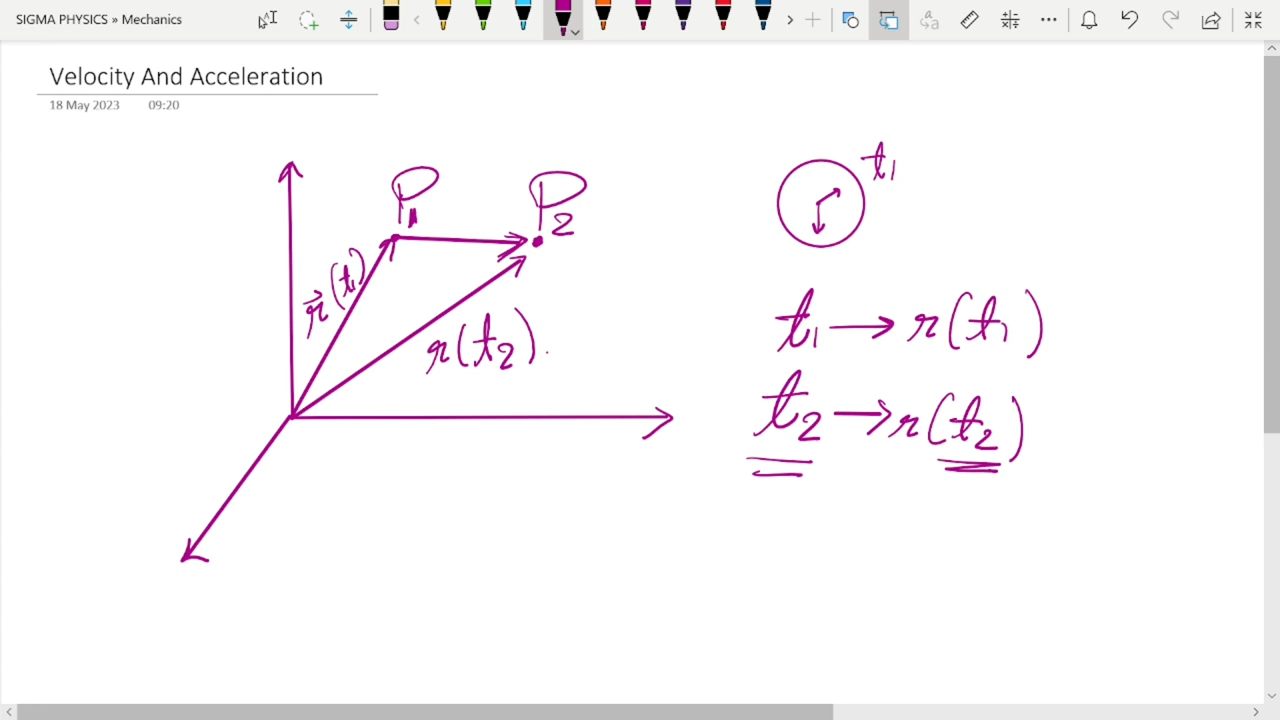 SIGMA PHYSICS » Mechanics
Velocity And Acceleration
18 May 2023 09:20
P1
P2
t1
r⃗(t1)
r(t2).
t1 → r(t1)
t2 → r(t2)